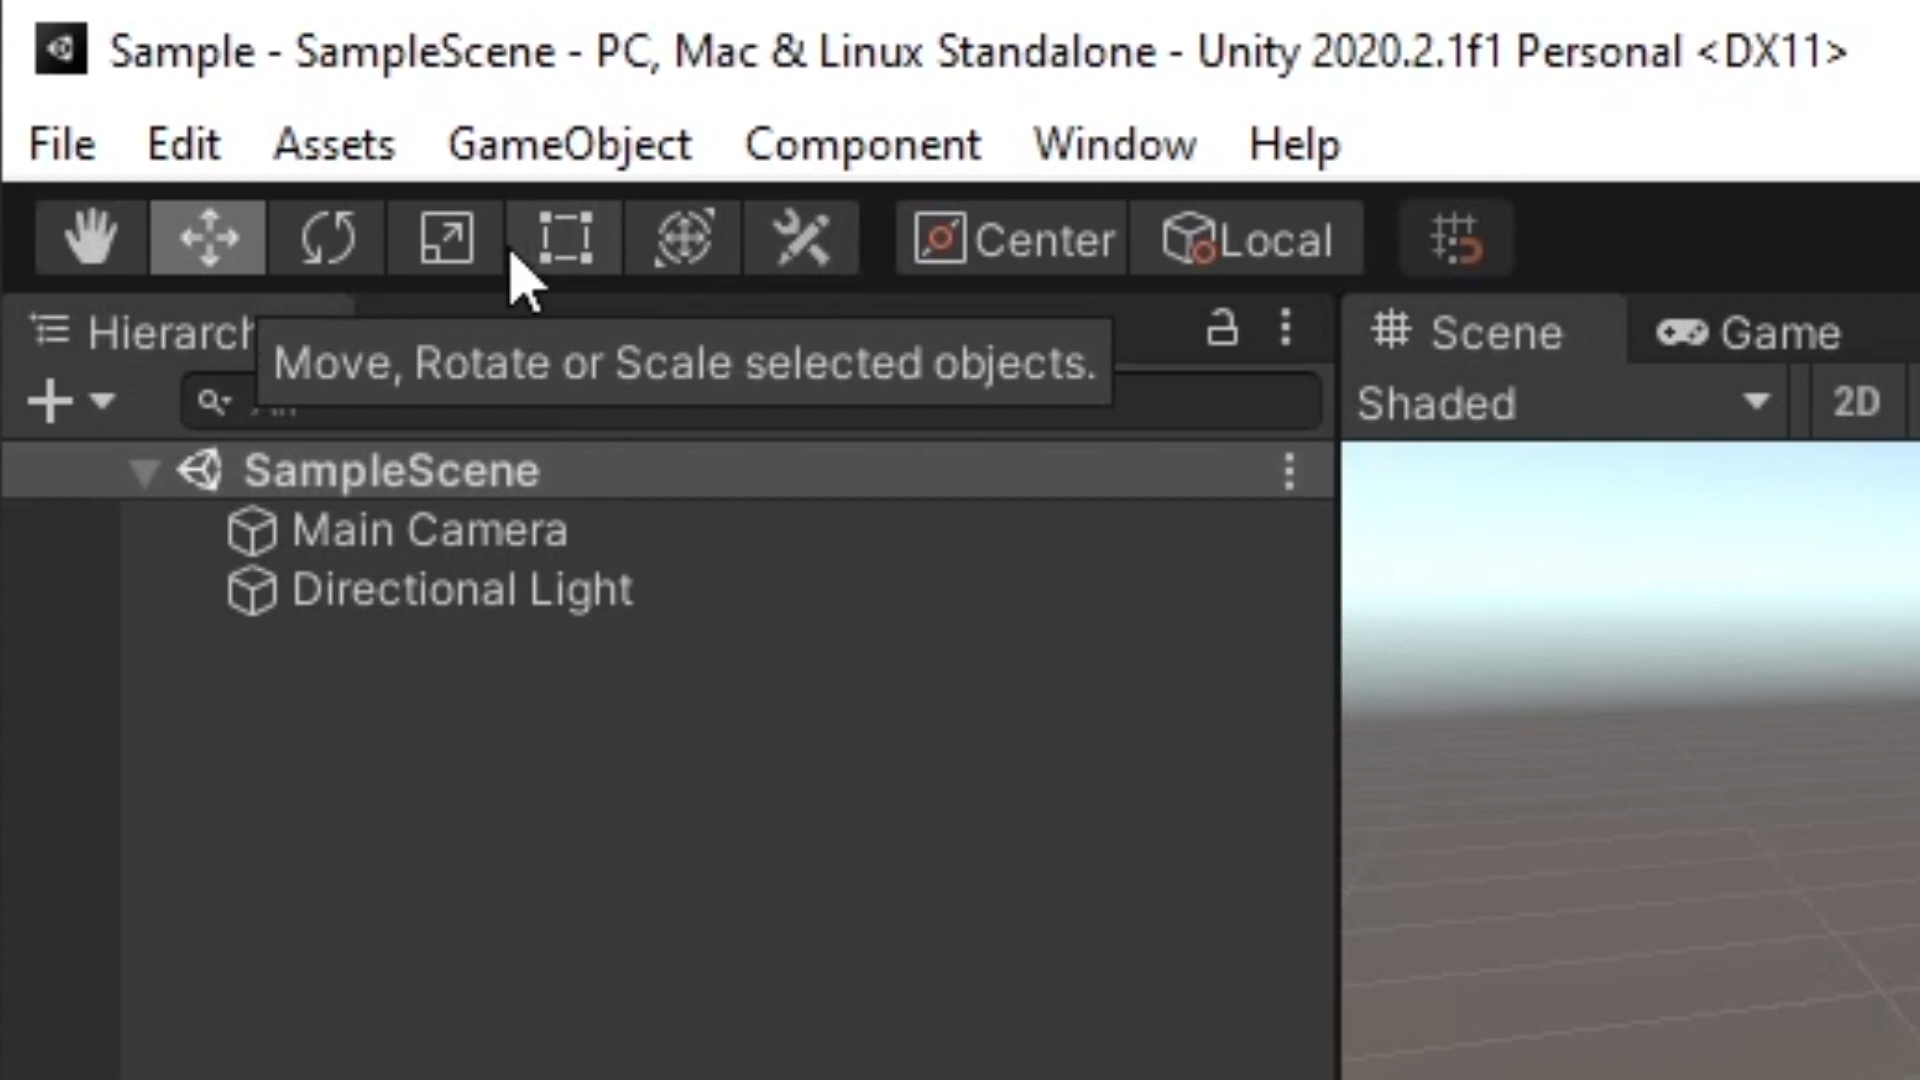 Sample - SampleScene - PC, Mac & Linux Standalone - Unity 2020.2.1f1 Personal <DX11>
File Edit Assets GameObject Component Window Help
Center Local
Hierarch
Scene Game
Move, Rotate or Scale selected objects.
Shaded 2D
SampleScene
Main Camera
Directional Light